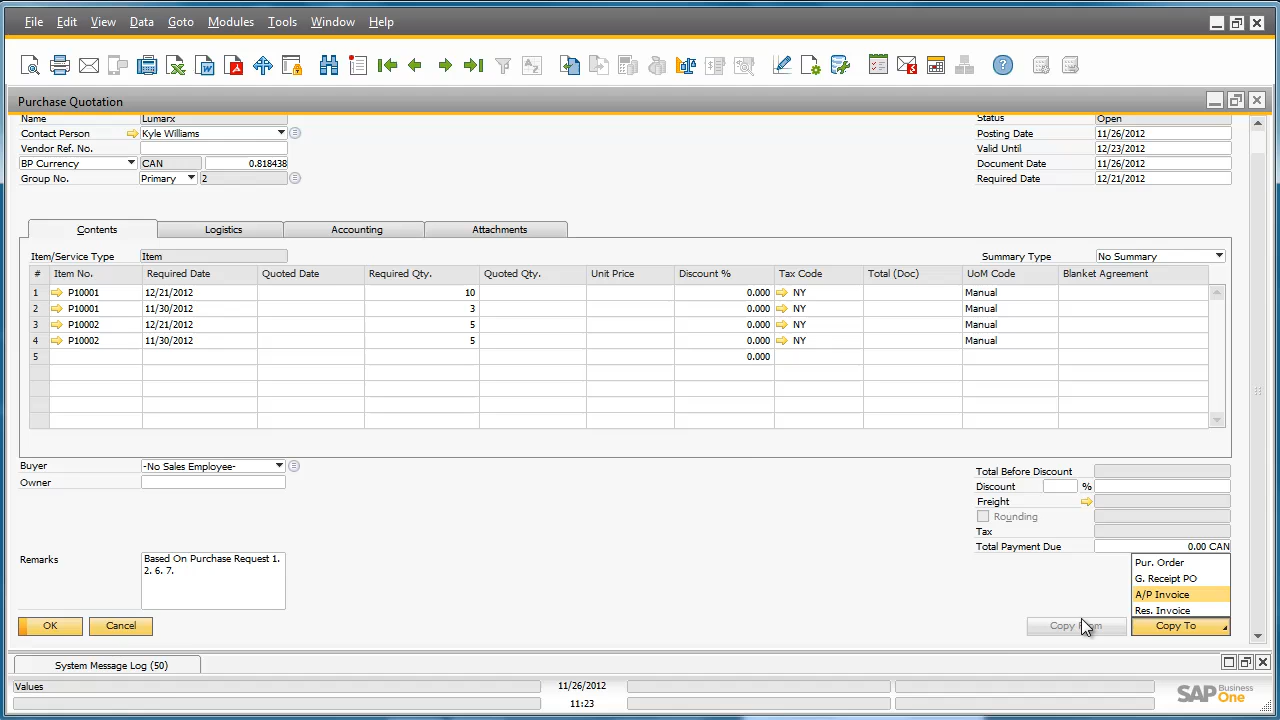 File Edit View Data Goto Modules Tools Window Help
Purchase Quotation
Name Lumarx Status Open
Contact Person Kyle Williams Posting Date 11/26/2012
Vendor Ref. No. Valid Until 12/23/2012
BP Currency CAN 0.818438 Document Date 11/26/2012
Group No. Primary 2 Required Date 12/21/2012
Contents Logistics Accounting Attachments
Item/Service Type Item Summary Type No Summary
# Item No. Required Date Quoted Date Required Qty. Quoted Qty. Unit Price Discount % Tax Code Total (Doc) UoM Code Blanket Agreement
1 P10001 12/21/2012 10 0.000 NY Manual
2 P10001 11/30/2012 3 0.000 NY Manual
3 P10002 12/21/2012 5 0.000 NY Manual
4 P10002 11/30/2012 5 0.000 NY Manual
5 0.000
Buyer -No Sales Employee- Total Before Discount
Owner Discount %
Freight
Rounding
Tax
Total Payment Due 0.00 CAN
Remarks Based On Purchase Request 1.
2. 6. 7.
Pur. Order
G. Receipt PO
A/P Invoice
Res. Invoice
OK Cancel Copy To
System Message Log (50)
Values 11/26/2012
11:23
SAP Business One